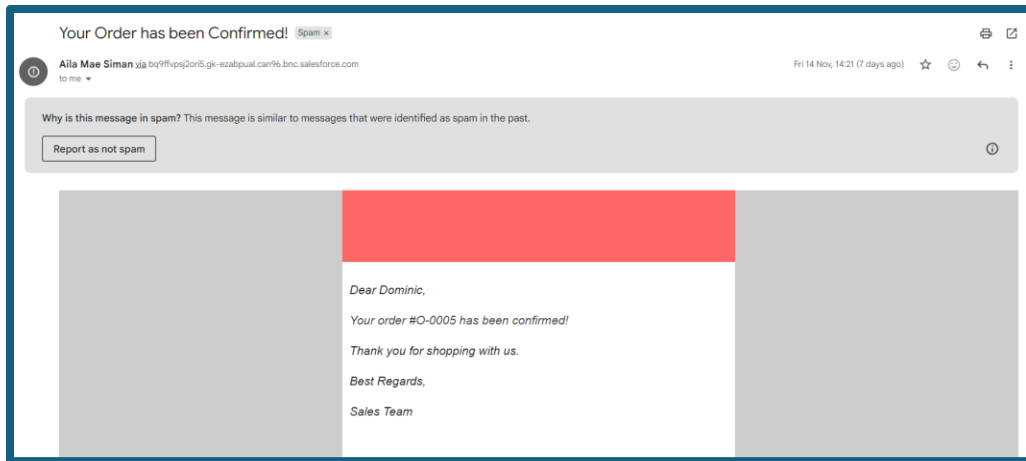 Your Order has been Confirmed! Spam ×
Aila Mae Siman via bq9ffvpsj2ori5.gk-ezabpual.can96.bnc.salesforce.com
Fri 14 Nov, 14:21 (7 days ago)
to me
Why is this message in spam? This message is similar to messages that were identified as spam in the past.
Report as not spam
Dear Dominic,
Your order #O-0005 has been confirmed!
Thank you for shopping with us.
Best Regards,
Sales Team